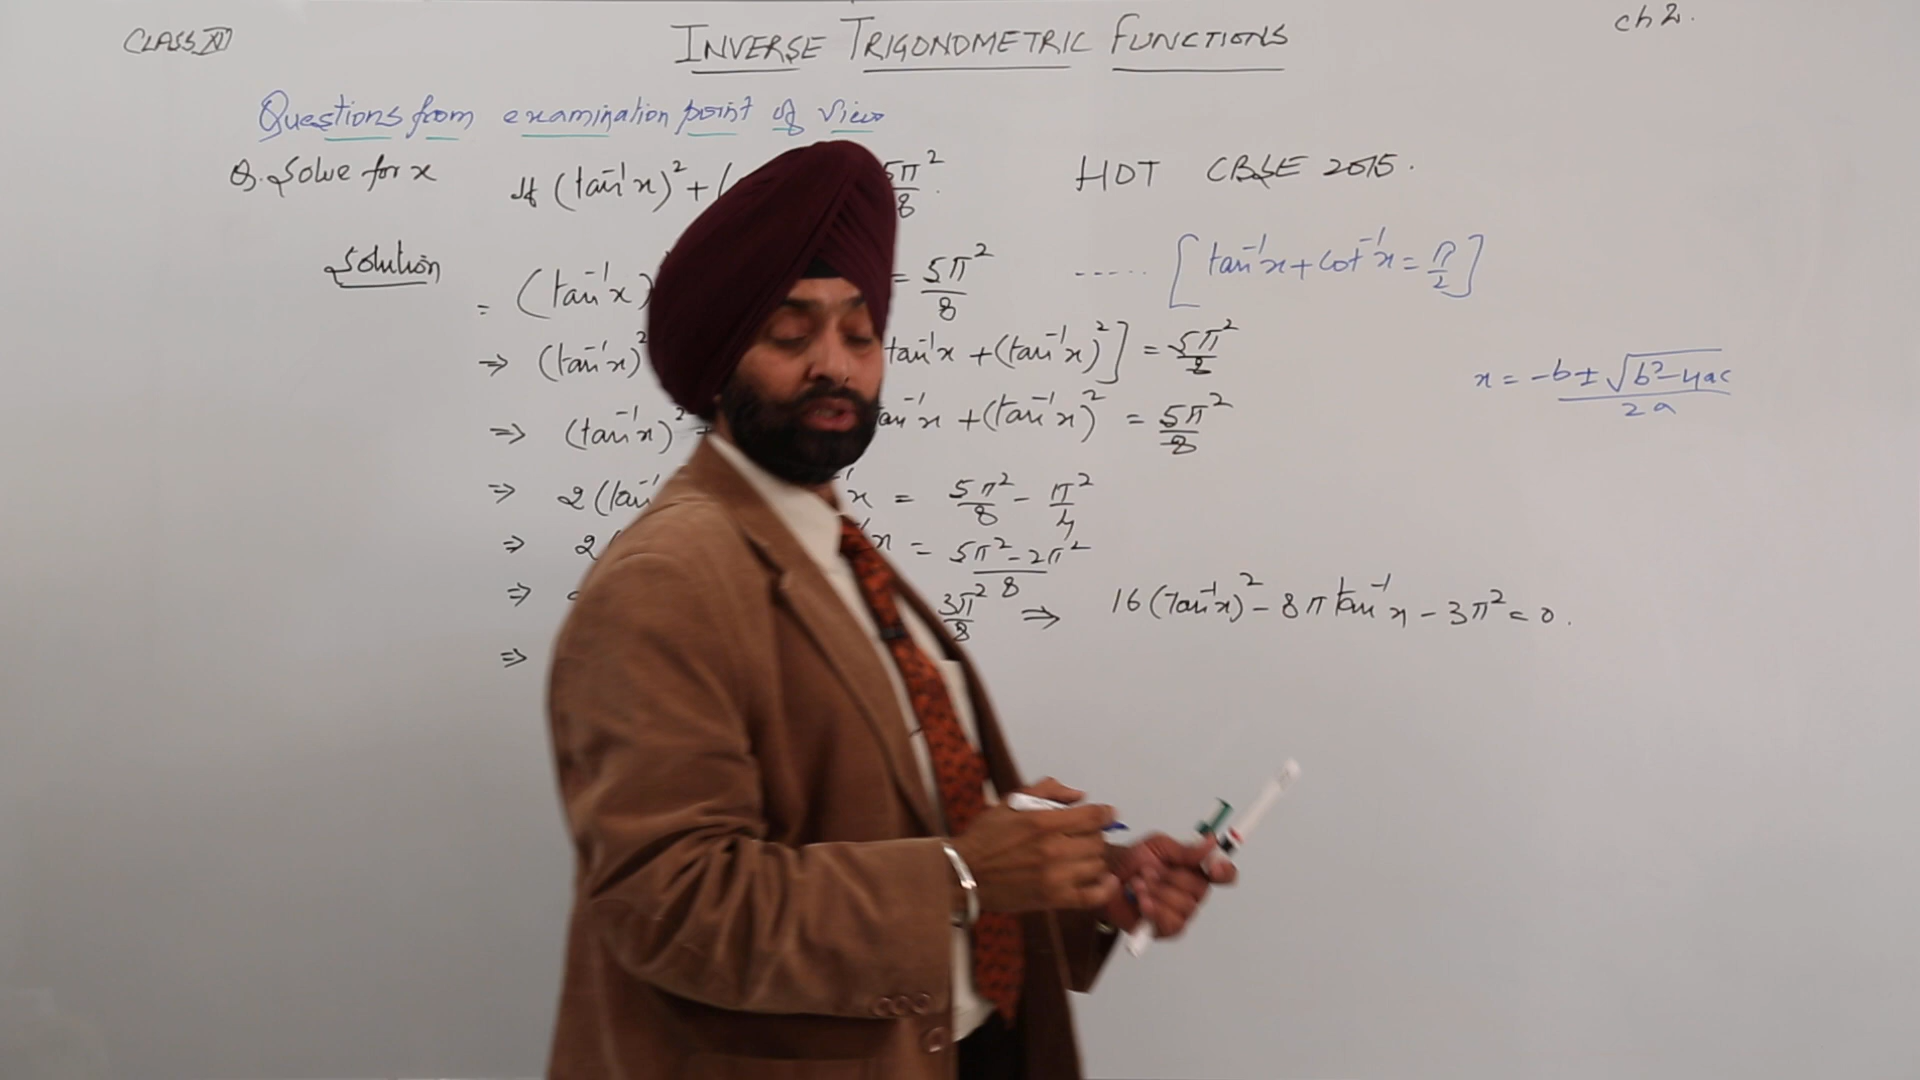 CLASS XII
INVERSE TRIGONOMETRIC FUNCTIONS
ch 2.
Questions from examination point of view
Q. Solve for x If (tan⁻¹x)² + ( 5π²/8. HOT CBSE 2015.
Solution
= (tan⁻¹x) = 5π²/8 ..... [tan⁻¹x + cot⁻¹x = π/2]
⇒ (tan⁻¹x)² tan⁻¹x + (tan⁻¹x)²] = 5π²/8
x = -b ± √b²-4ac / 2a
⇒ (tan⁻¹x)² + tan⁻¹x + (tan⁻¹x)² = 5π²/8
⇒ 2(tan⁻¹ x = 5π²/8 - π²/4
⇒ 2 x = 5π²-2π²/8
⇒ 3π²/8 ⇒ 16(Tan⁻¹x)² - 8π tan⁻¹x - 3π² = 0.
⇒